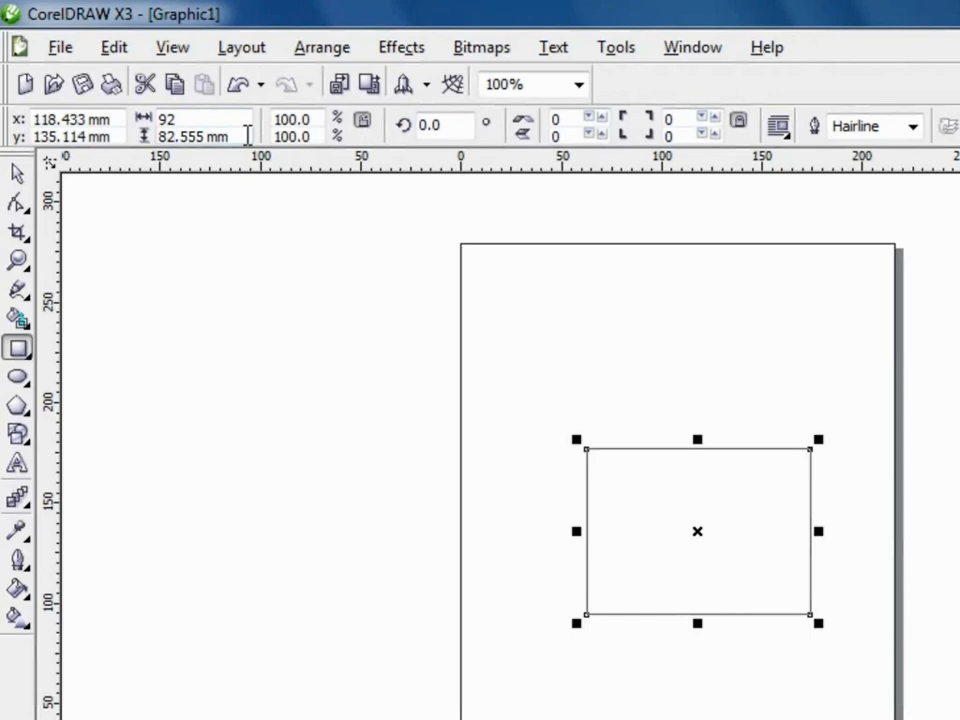 CorelDRAW X3 - [Graphic1]
File Edit View Layout Arrange Effects Bitmaps Text Tools Window Help
100%
x: 118.433 mm 92 100.0 % 0.0 ° 0 0 Hairline
y: 135.114 mm 82.555 mm 100.0 % 0 0
0 150 100 50 0 50 100 150 200
300
250
200
150
100
50